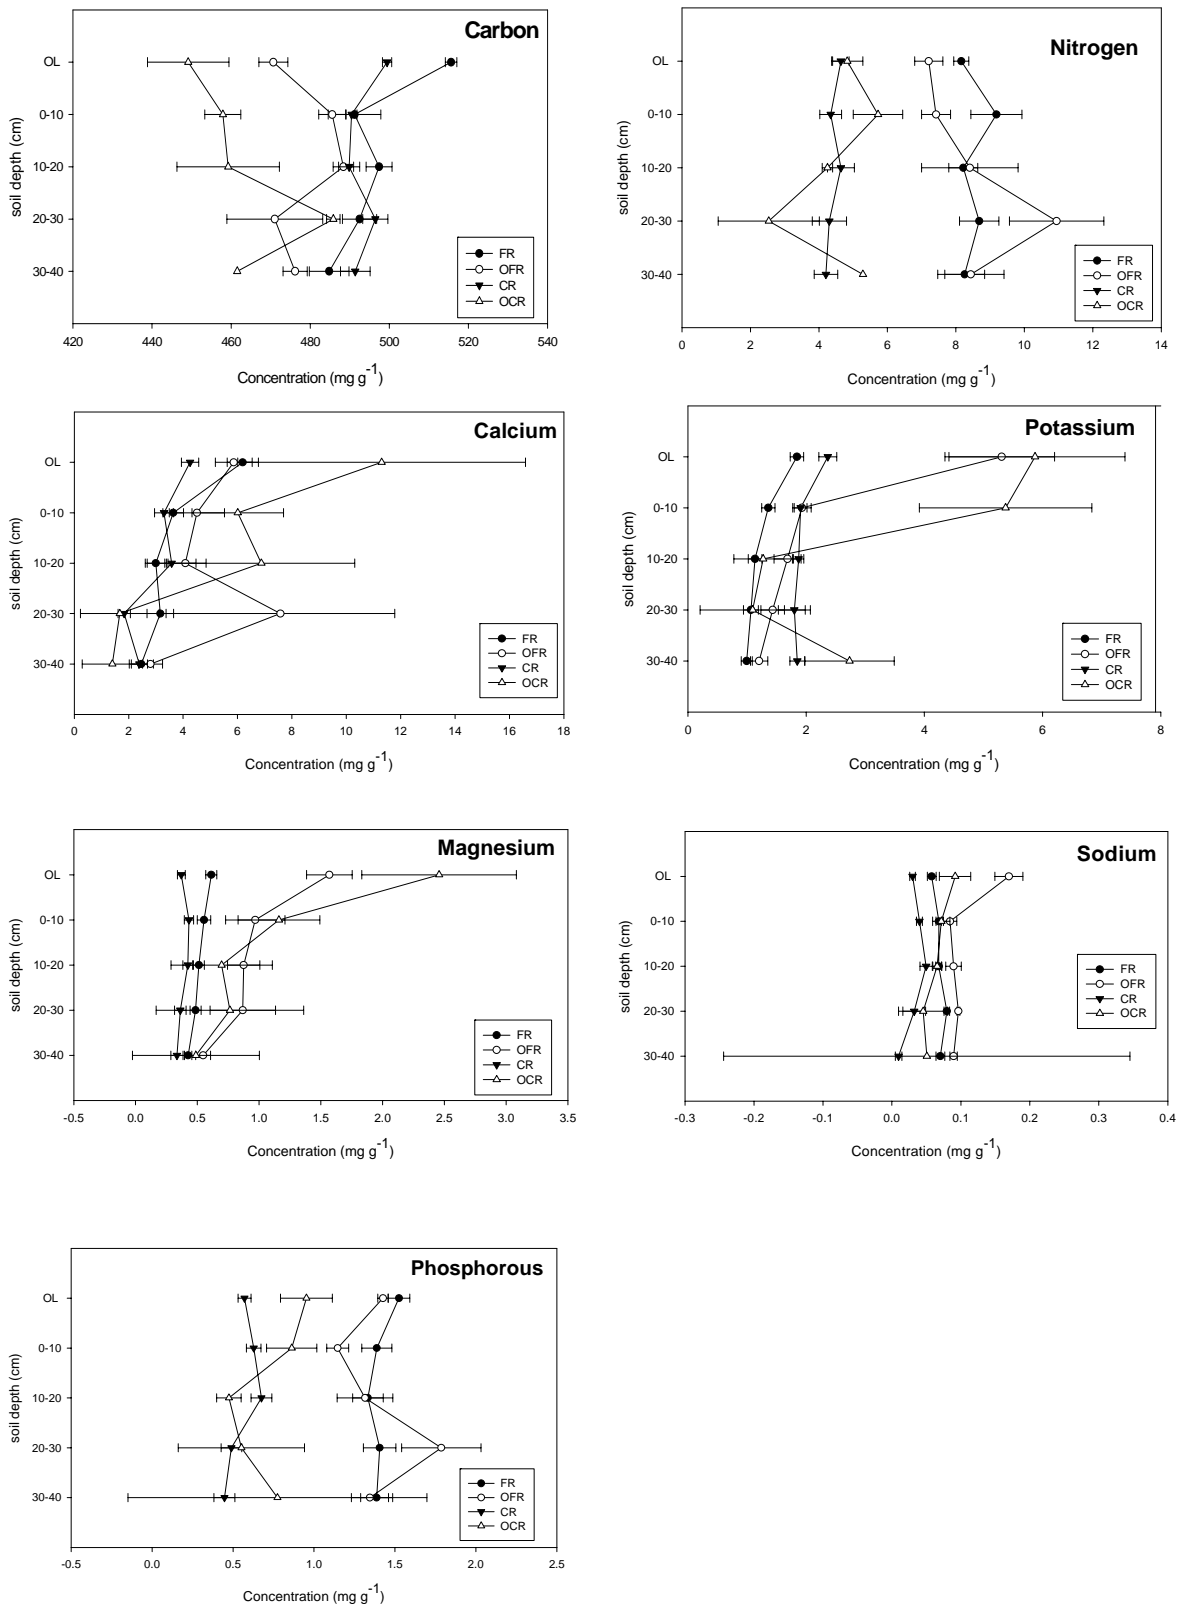 Carbon
OL
0-10
10-20
20-30
30-40
soil depth (cm)
FR
OFR
CR
OCR
420 440 460 480 500 520 540
Concentration (mg g-1)
Nitrogen
OL
0-10
10-20
20-30
30-40
soil depth (cm)
FR
OFR
CR
OCR
0 2 4 6 8 10 12 14
Concentration (mg g-1)
Calcium
OL
0-10
10-20
20-30
30-40
soil depth (cm)
FR
OFR
CR
OCR
0 2 4 6 8 10 12 14 16 18
Concentration (mg g-1)
Potassium
OL
0-10
10-20
20-30
30-40
soil depth (cm)
FR
OFR
CR
OCR
0 2 4 6 8
Concentration (mg g-1)
Magnesium
OL
0-10
10-20
20-30
30-40
soil depth (cm)
FR
OFR
CR
OCR
-0.5 0.0 0.5 1.0 1.5 2.0 2.5 3.0 3.5
Concentration (mg g-1)
Sodium
OL
0-10
10-20
20-30
30-40
soil depth (cm)
FR
OFR
CR
OCR
-0.3 -0.2 -0.1 0.0 0.1 0.2 0.3 0.4
Concentration (mg g-1)
Phosphorous
OL
0-10
10-20
20-30
30-40
soil depth (cm)
FR
OFR
CR
OCR
-0.5 0.0 0.5 1.0 1.5 2.0 2.5
Concentration (mg g-1)